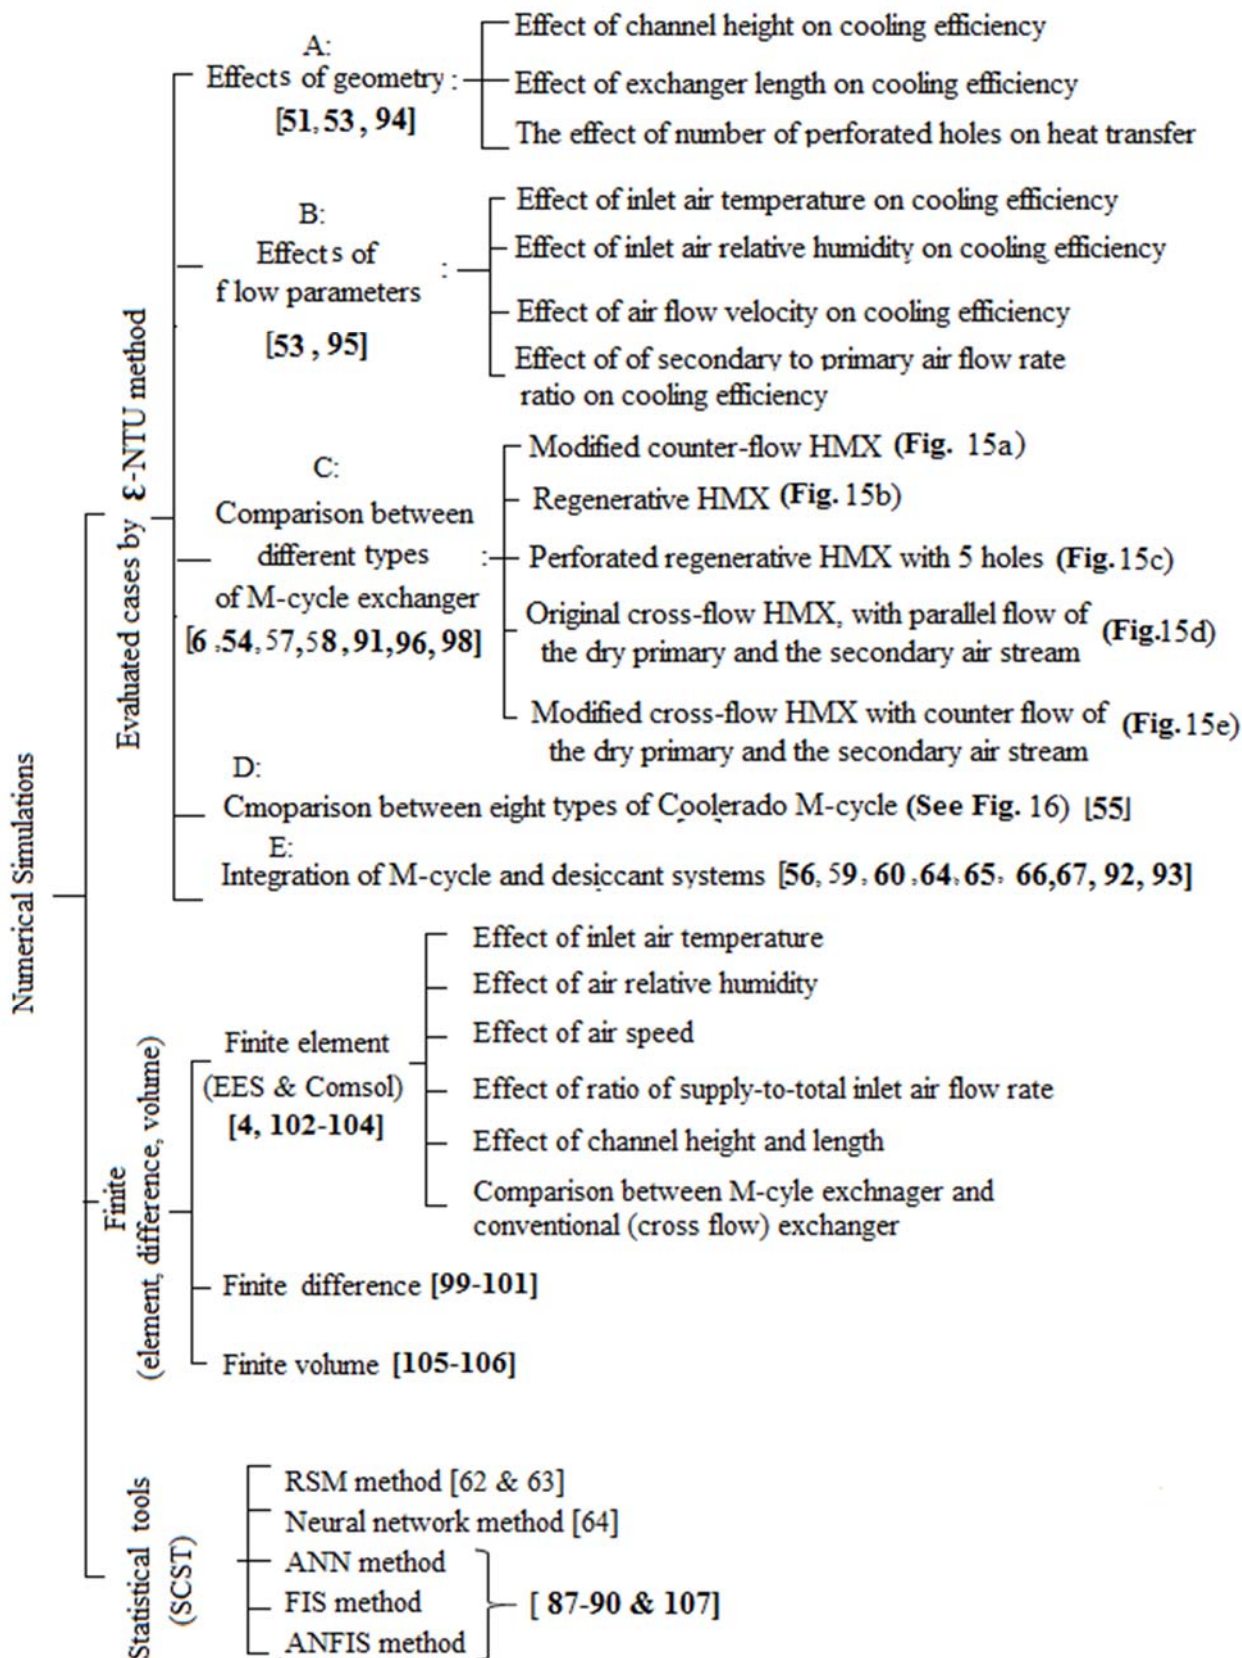 Numerical Simulations
Evaluated cases by ε-NTU method
A:
Effects of geometry :
[51, 53 , 94]
Effect of channel height on cooling efficiency
Effect of exchanger length on cooling efficiency
The effect of number of perforated holes on heat transfer
B:
Effects of
flow parameters
:
[53 , 95]
Effect of inlet air temperature on cooling efficiency
Effect of inlet air relative humidity on cooling efficiency
Effect of air flow velocity on cooling efficiency
Effect of of secondary to primary air flow rate
ratio on cooling efficiency
C:
Comparison between
different types
of M-cycle exchanger
:
[6 ,54, 57, 58, 91, 96, 98]
Modified counter-flow HMX (Fig. 15a)
Regenerative HMX (Fig. 15b)
Perforated regenerative HMX with 5 holes (Fig. 15c)
Original cross-flow HMX, with parallel flow of
the dry primary and the secondary air stream
(Fig.15d)
Modified cross-flow HMX with counter flow of
the dry primary and the secondary air stream
(Fig. 15e)
D:
Cmoparison between eight types of Coolerado M-cycle (See Fig. 16) [55]
E:
Integration of M-cycle and desiccant systems [56, 59, 60 ,64, 65, 66,67, 92, 93]
Finite
(element, difference, volume)
Finite element
(EES & Comsol)
[4, 102-104]
Effect of inlet air temperature
Effect of air relative humidity
Effect of air speed
Effect of ratio of supply-to-total inlet air flow rate
Effect of channel height and length
Comparison between M-cyle exchnager and
conventional (cross flow) exchanger
Finite difference [99-101]
Finite volume [105-106]
Statistical tools
(SCST)
RSM method [62 & 63]
Neural network method [64]
ANN method
FIS method
ANFIS method
[ 87-90 & 107]